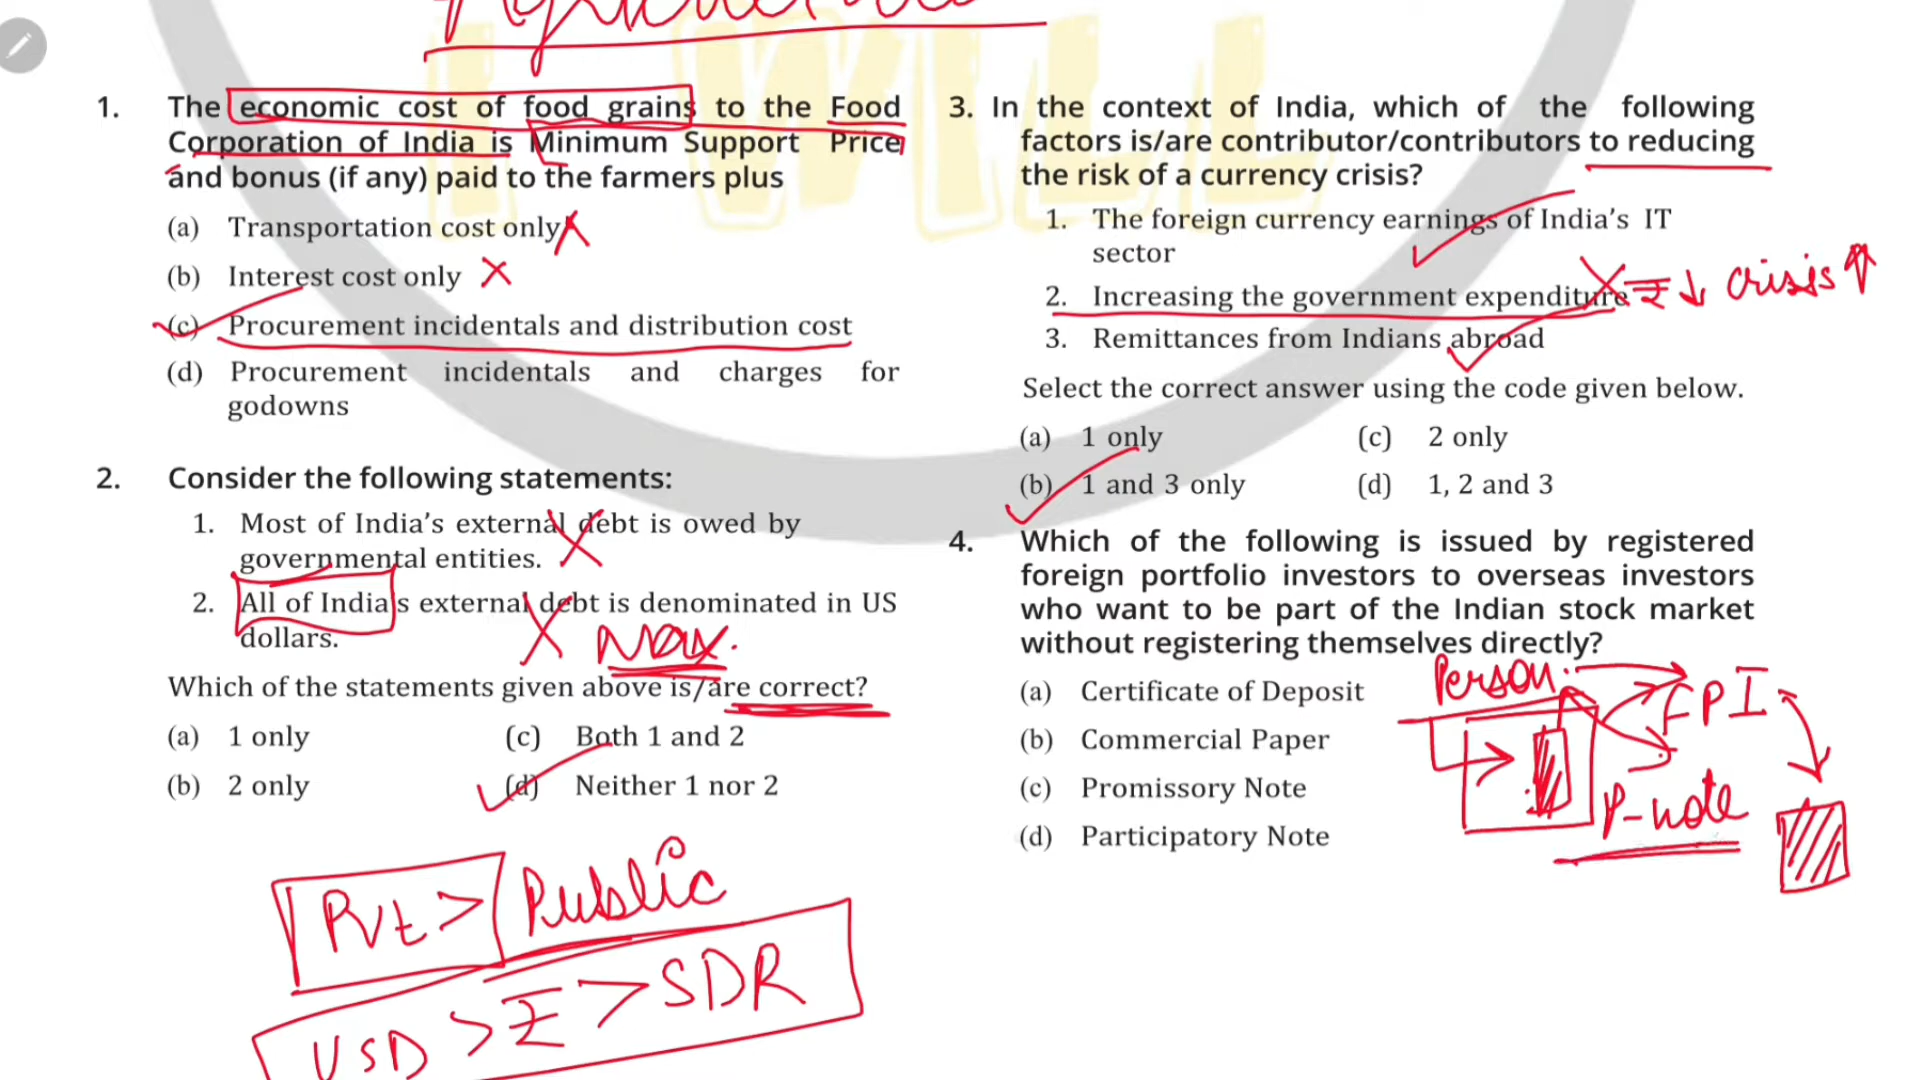 1. The economic cost of food grains to the Food
Corporation of India is Minimum Support Price
and bonus (if any) paid to the farmers plus
(a) Transportation cost only
(b) Interest cost only
(c) Procurement incidentals and distribution cost
(d) Procurement incidentals and charges for
godowns
2. Consider the following statements:
1. Most of India’s external debt is owed by
governmental entities.
2. All of India’s external debt is denominated in US
dollars.
Max.
Which of the statements given above is/are correct?
(a) 1 only (c) Both 1 and 2
(b) 2 only (d) Neither 1 nor 2
Pvt > Public
USD > ₹ > SDR
3. In the context of India, which of the following
factors is/are contributor/contributors to reducing
the risk of a currency crisis?
1. The foreign currency earnings of India’s IT
sector
2. Increasing the government expenditure ₹ ↓ crisis ↑
3. Remittances from Indians abroad
Select the correct answer using the code given below.
(a) 1 only (c) 2 only
(b) 1 and 3 only (d) 1, 2 and 3
4. Which of the following is issued by registered
foreign portfolio investors to overseas investors
who want to be part of the Indian stock market
without registering themselves directly?
(a) Certificate of Deposit
(b) Commercial Paper
(c) Promissory Note
(d) Participatory Note
Person.
FPI
P-note